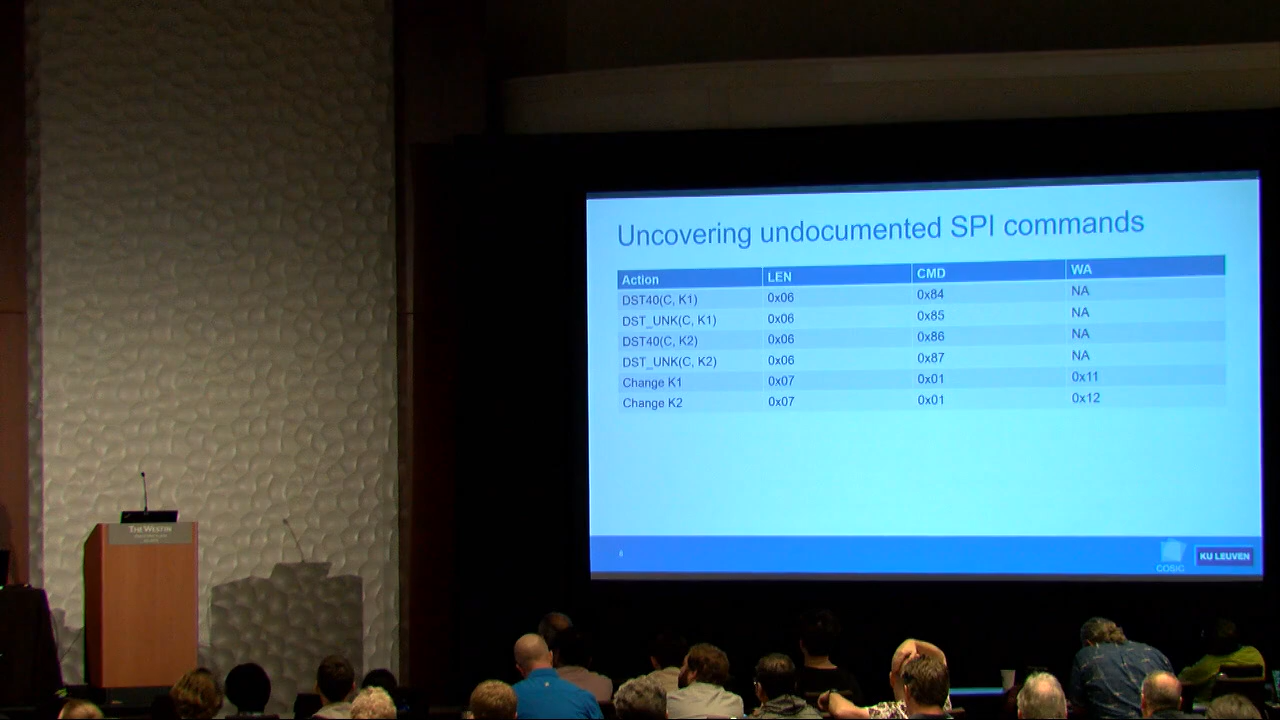 Uncovering undocumented SPI commands
Action LEN CMD WA
DST40(C, K1) 0x06 0x84 NA
DST_UNK(C, K1) 0x06 0x85 NA
DST40(C, K2) 0x06 0x86 NA
DST_UNK(C, K2) 0x06 0x87 NA
Change K1 0x07 0x01 0x11
Change K2 0x07 0x01 0x12
COSIC
KU LEUVEN
THE WESTIN